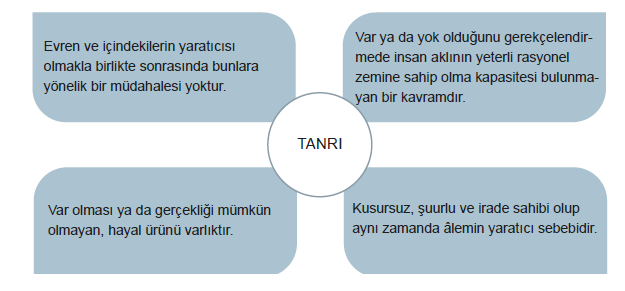 Evren ve içindekilerin yaratıcısı
olmakla birlikte sonrasında bunlara
yönelik bir müdahalesi yoktur.
Var ya da yok olduğunu gerekçelendir-
mede insan aklının yeterli rasyonel
zemine sahip olma kapasitesi bulunma-
yan bir kavramdır.
TANRI
Var olması ya da gerçekliği mümkün
olmayan, hayal ürünü varlıktır.
Kusursuz, şuurlu ve irade sahibi olup
aynı zamanda âlemin yaratıcı sebebidir.